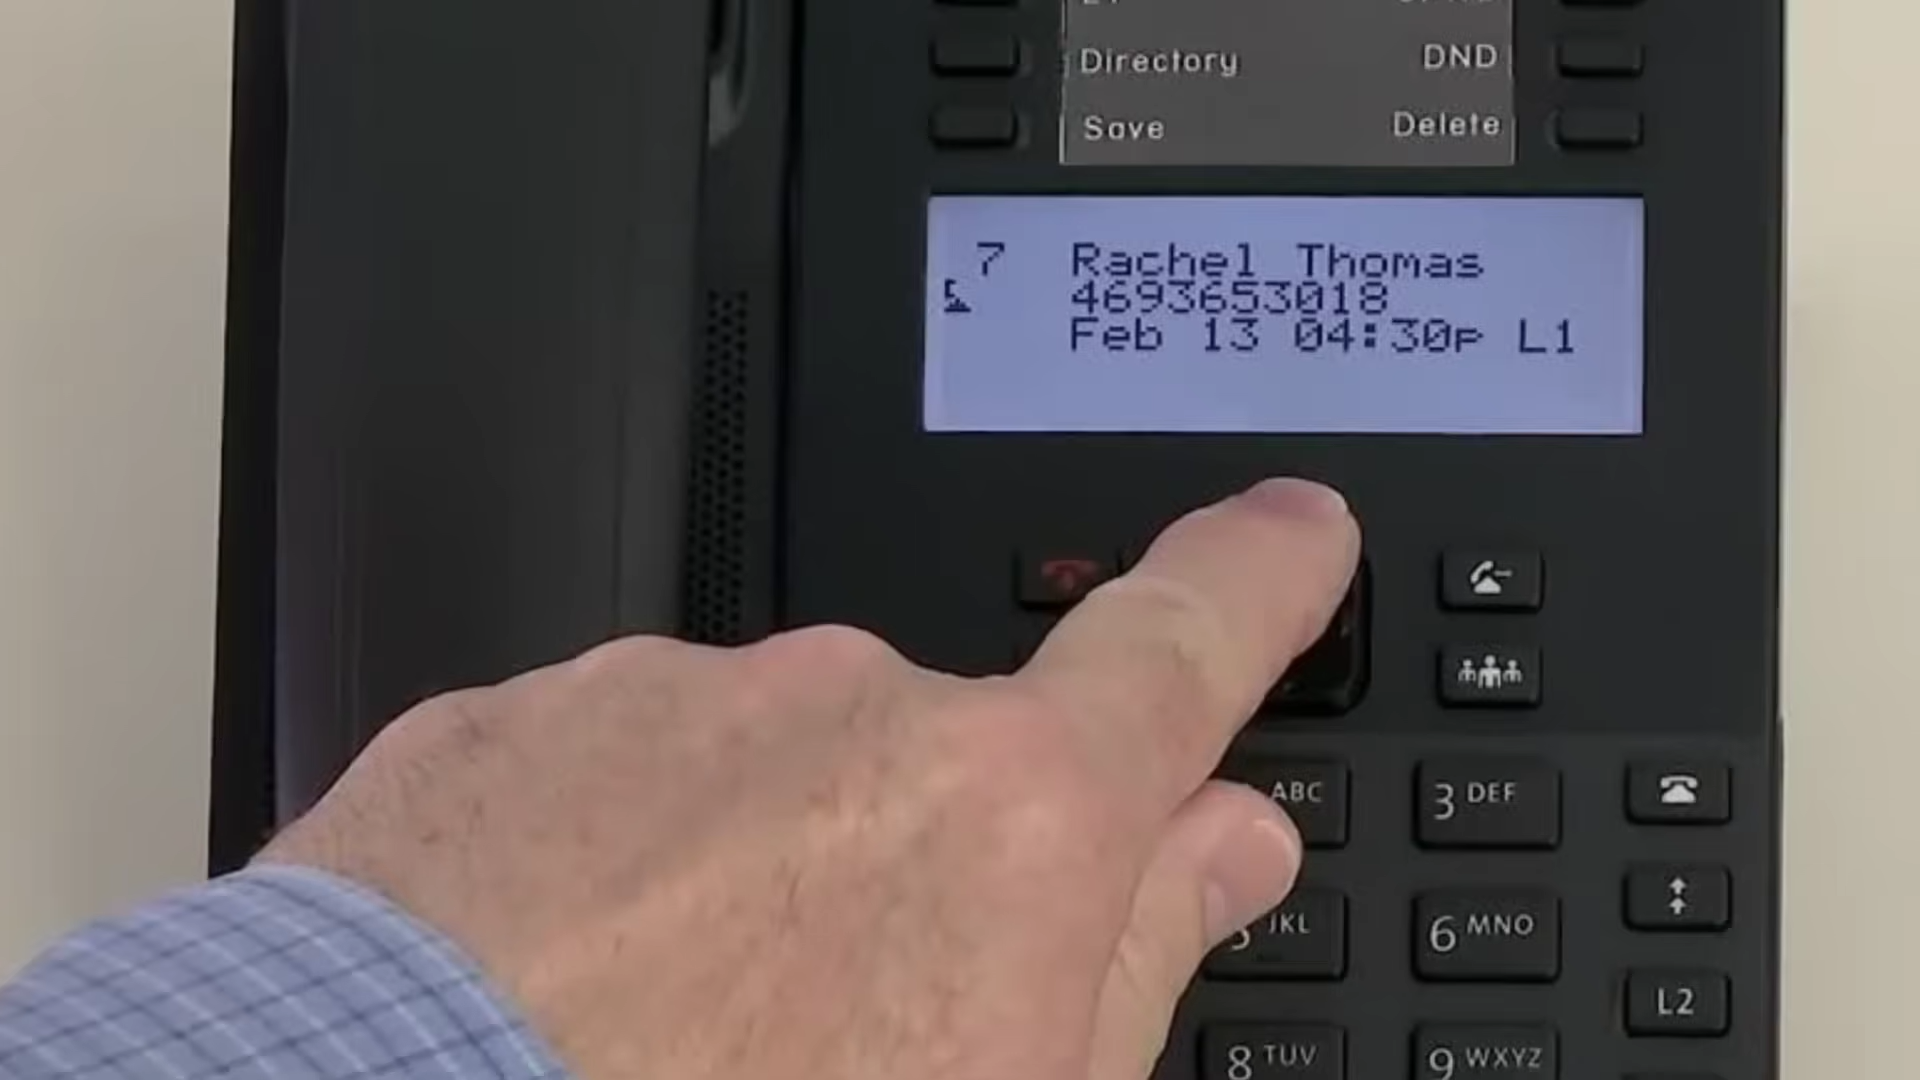 Directory DND
Save Delete
7 Rachel Thomas
4693653018
Feb 13 04:30p L1
ABC 3 DEF
5 JKL 6 MNO
L2
8 TUV 9 WXYZ